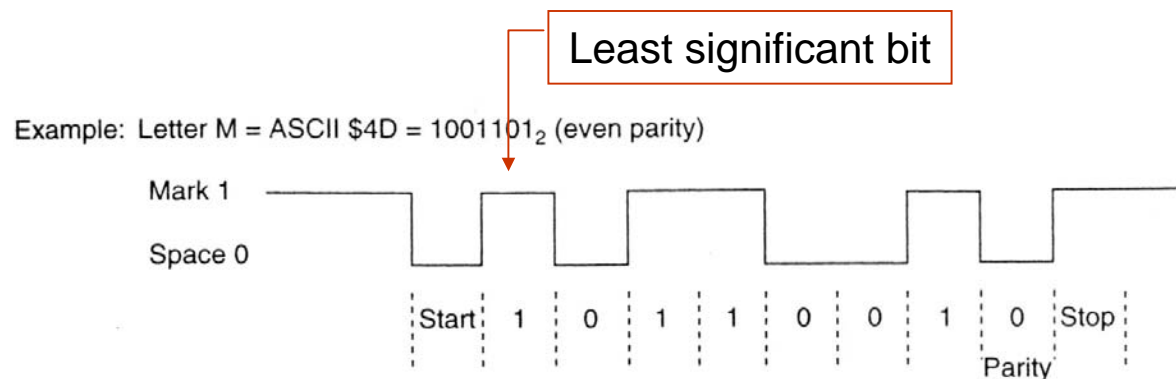 Least significant bit
Example: Letter M = ASCII $4D = 1001101₂ (even parity)
Mark 1
Space 0
Start 1 0 1 1 0 0 1 0 Stop
Parity